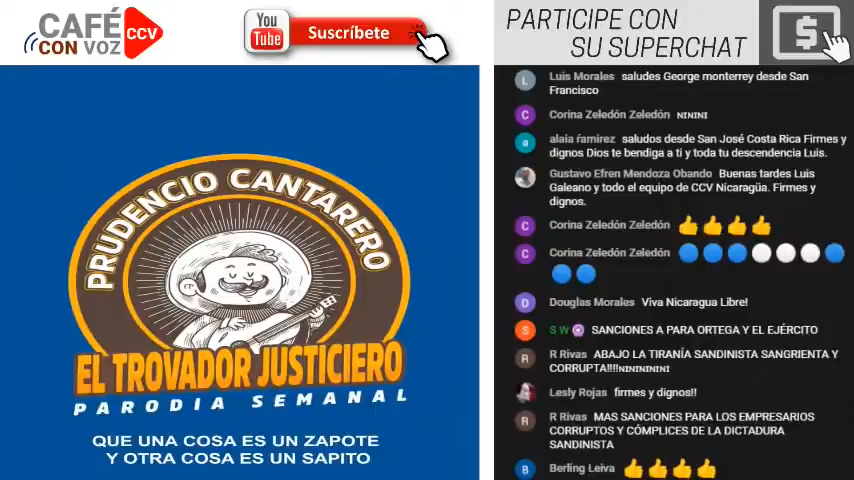 CAFÉ
CON VOZ
CCV
You
Tube
Suscríbete
PARTICIPE CON
SU SUPERCHAT
$
PRUDENCIO CANTARERO
EL TROVADOR JUSTICIERO
PARODIA SEMANAL
QUE UNA COSA ES UN ZAPOTE
Y OTRA COSA ES UN SAPITO
L Luis Morales saludes George monterrey desde San
Francisco
C Corina Zeledón Zeledón NININI
a alaia ŕamirez saludos desde San José Costa Rica Firmes y
dignos Dios te bendiga a ti y toda tu descendencia Luis.
Gustavo Efren Mendoza Obando Buenas tardes Luis
Galeano y todo el equipo de CCV Nicaragüa. Firmes y
dignos.
C Corina Zeledón Zeledón 👍👍👍👍
C Corina Zeledón Zeledón 🔵🔵🔵⚪⚪⚪🔵
🔵🔵
D Douglas Morales Viva Nicaragua Libre!
S S W SANCIONES A PARA ORTEGA Y EL EJÉRCITO
R R Rivas ABAJO LA TIRANÍA SANDINISTA SANGRIENTA Y
CORRUPTA!!!!NINININI
Lesly Rojas firmes y dignos!!
R R Rivas MAS SANCIONES PARA LOS EMPRESARIOS
CORRUPTOS Y CÓMPLICES DE LA DICTADURA
SANDINISTA
B Berling Leiva 👍👍👍👍